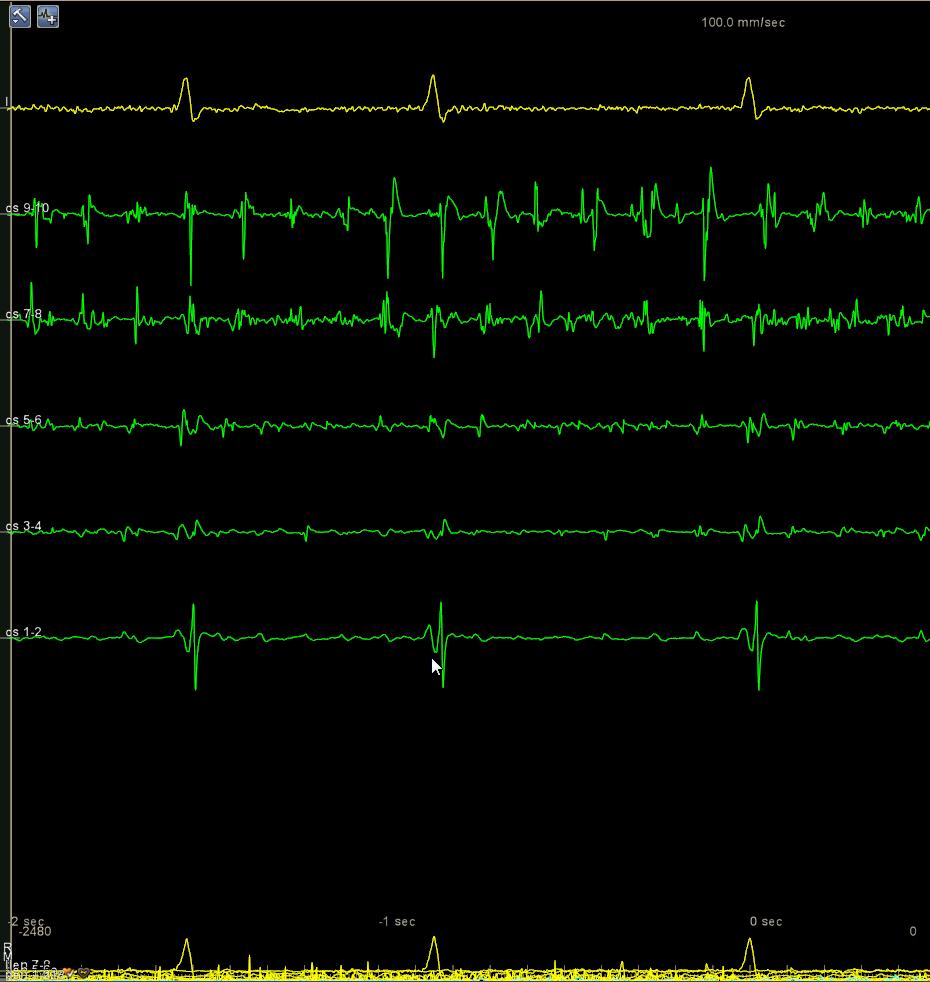 100.0 mm/sec
I
cs 9-10
cs 7-8
cs 5-6
cs 3-4
cs 1-2
-2 sec
-1 sec
0 sec
-2480
0